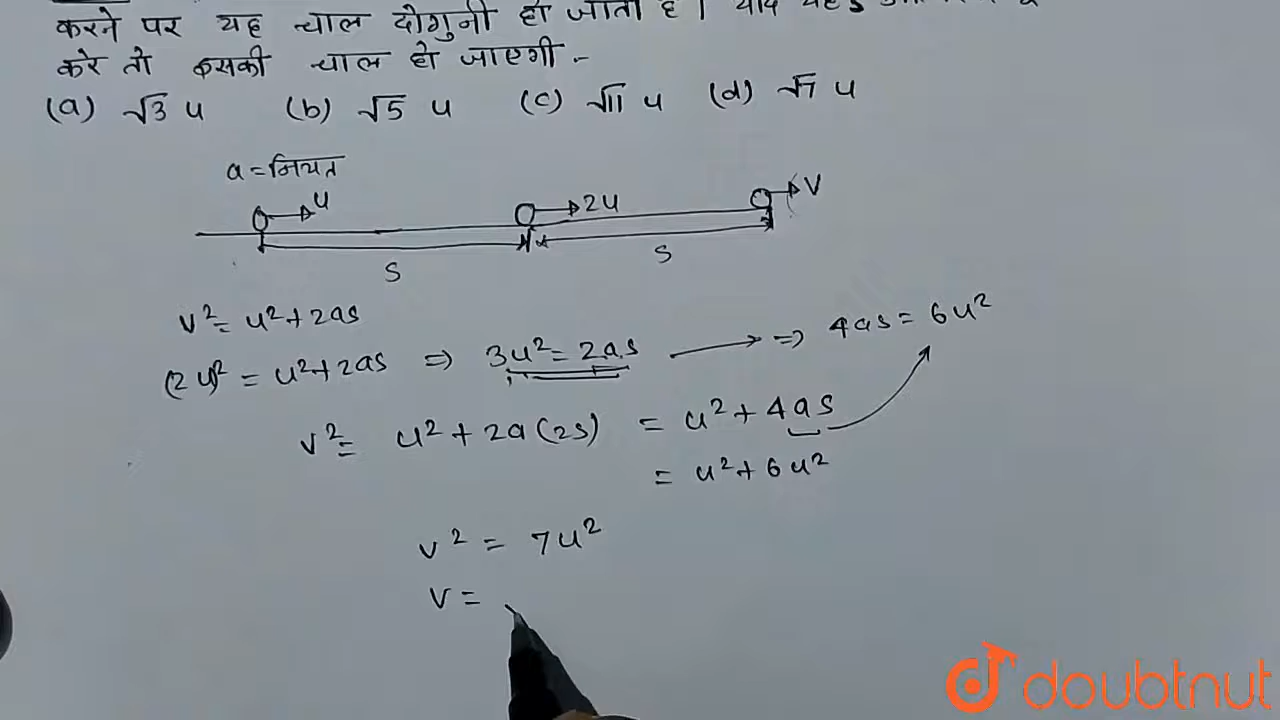 करने पर यह चाल दोगुनी हो जाती है । यदि यह S
करे तो इसकी चाल हो जाएगी :-
(a) √3 u (b) √5 u (c) √11 u (d) √7 u
a = नियत
u 2u v
S S
v² = u² + 2as
(2u)² = u² + 2as ⇒ 3u² = 2as ⇒ 4as = 6u²
v² = u² + 2a(2s) = u² + 4as
= u² + 6u²
v² = 7u²
v =
doubtnut